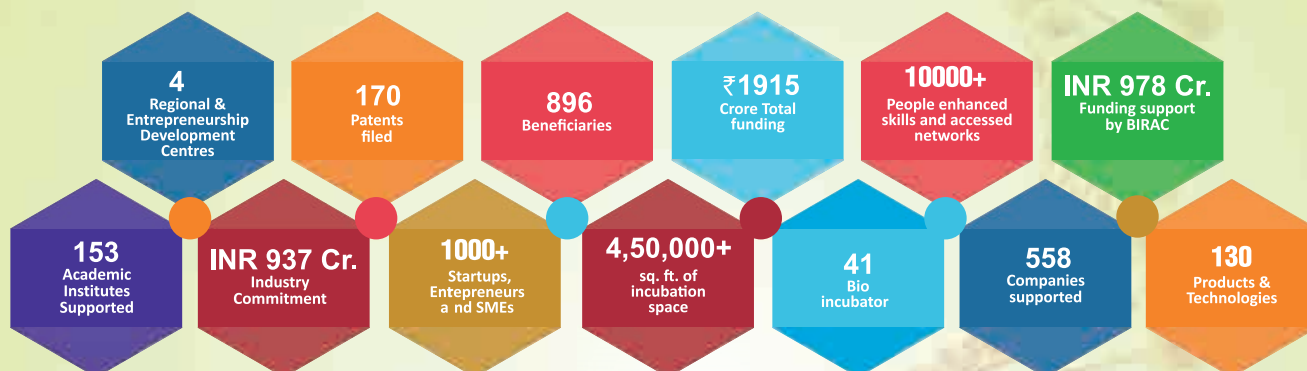 4
Regional &
Entrepreneurship
Development
Centres
170
Patents
filed
896
Beneficiaries
₹1915
Crore Total
funding
10000+
People enhanced
skills and accessed
networks
INR 978 Cr.
Funding support
by BIRAC
153
Academic
Institutes
Supported
INR 937 Cr.
Industry
Commitment
1000+
Startups,
Entepreneurs
a nd SMEs
4,50,000+
sq. ft. of
incubation
space
41
Bio
incubator
558
Companies
supported
130
Products &
Technologies